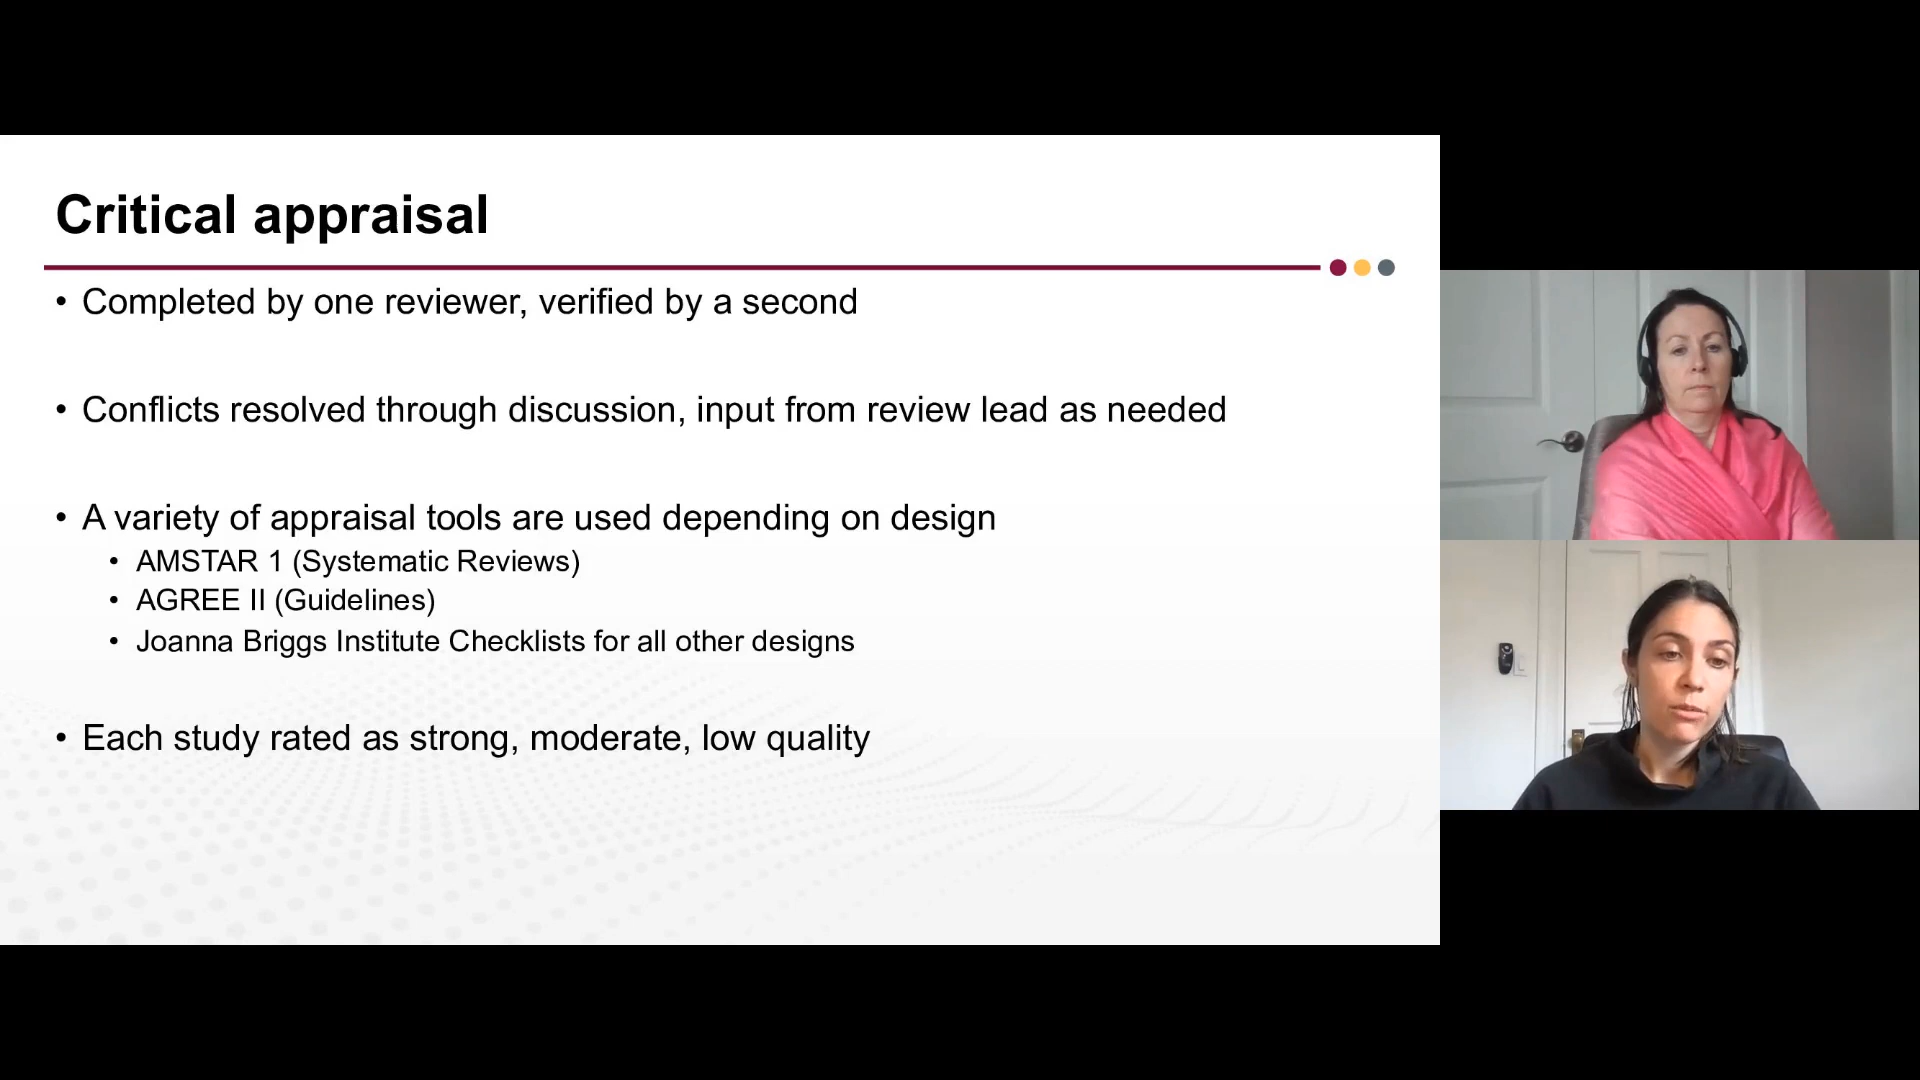 Critical appraisal
• Completed by one reviewer, verified by a second
• Conflicts resolved through discussion, input from review lead as needed
• A variety of appraisal tools are used depending on design
• AMSTAR 1 (Systematic Reviews)
• AGREE II (Guidelines)
• Joanna Briggs Institute Checklists for all other designs
• Each study rated as strong, moderate, low quality